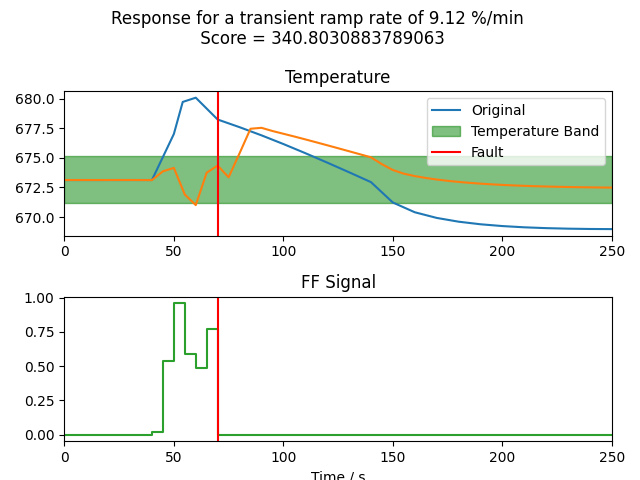 Response for a transient ramp rate of 9.12 %/min
Score = 340.8030883789063
Temperature
680.0
677.5
675.0
672.5
670.0
Original
Temperature Band
Fault
0 50 100 150 200 250
FF Signal
1.00
0.75
0.50
0.25
0.00
0 50 100 150 200 250
Time / s